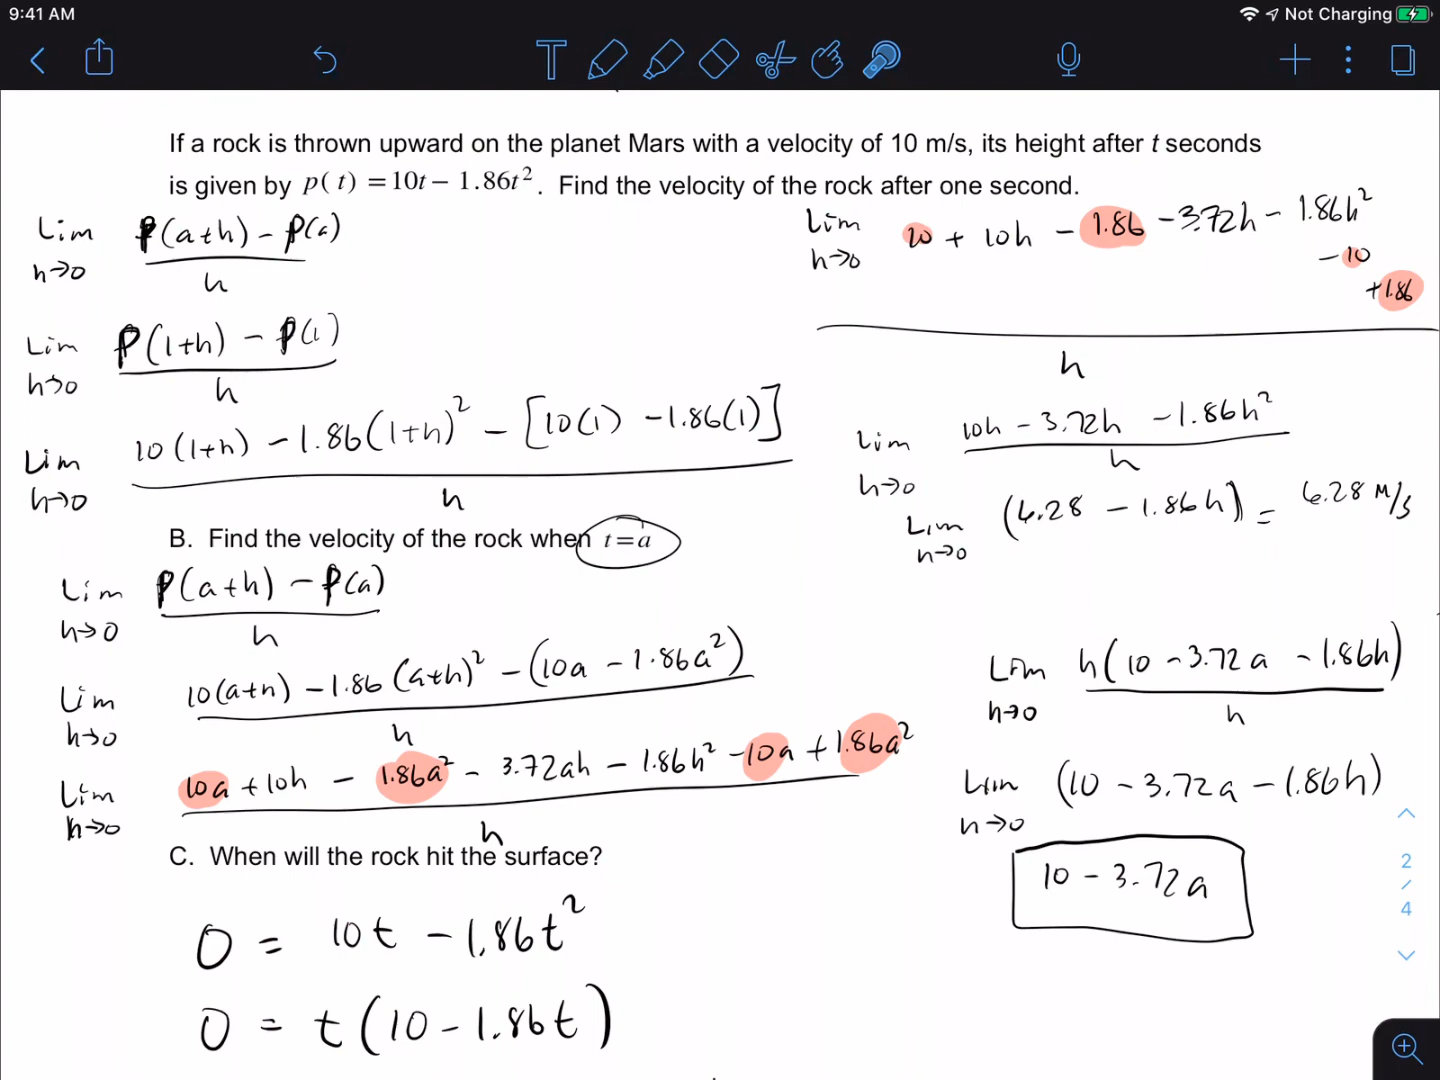 9:41 AM
Not Charging
If a rock is thrown upward on the planet Mars with a velocity of 10 m/s, its height after t seconds
is given by p( t) = 10t − 1.86t². Find the velocity of the rock after one second.
Lim h→0 P(a+h) − P(a) / h
Lim h→0 P(1+h) − P(1) / h
Lim h→0 10(1+h) − 1.86(1+h)² − [10(1) − 1.86(1)] / h
Lim h→0 10 + 10h − 1.86 − 3.72h − 1.86h² − 10 + 1.86 / h
Lim h→0 10h − 3.72h − 1.86h² / h
Lim h→0 (6.28 − 1.86h) = 6.28 M/s
B. Find the velocity of the rock when t=a
Lim h→0 P(a+h) − P(a) / h
Lim h→0 10(a+h) − 1.86(a+h)² − (10a − 1.86a²) / h
Lim h→0 10a + 10h − 1.86a² − 3.72ah − 1.86h² − 10a + 1.86a² / h
Lim h→0 h(10 − 3.72a − 1.86h) / h
Lim h→0 (10 − 3.72a − 1.86h)
10 − 3.72a
C. When will the rock hit the surface?
0 = 10t − 1.86t²
0 = t(10 − 1.86t)
2
/
4